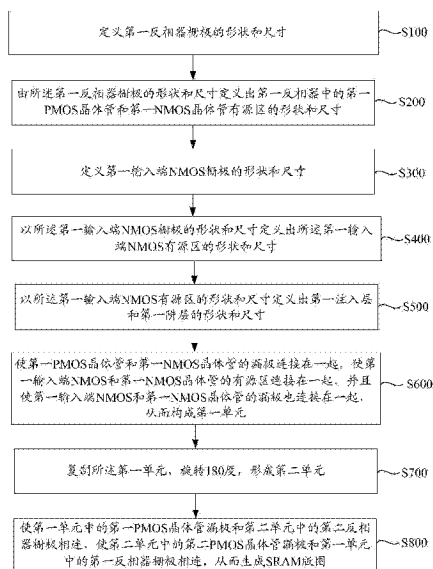 定义第一反相器栅极的形状和尺寸
S100
由所述第一反相器栅极的形状和尺寸定义出第一反相器中的第一
PMOS晶体管和第一NMOS晶体管有源区的形状和尺寸
S200
定义第一输入端NMOS栅极的形状和尺寸
S300
以所述第一输入端NMOS栅极的形状和尺寸定义出所述第一输入
端NMOS有源区的形状和尺寸
S400
以所述第一输入端NMOS有源区的形状和尺寸定义出第一注入层
和第一阱层的形状和尺寸
S500
使第一PMOS晶体管和第一NMOS晶体管的漏极连接在一起，使第
一输入端NMOS和第一NMOS晶体管的有源区连接在一起，并且
使第一输入端NMOS和第一NMOS晶体管的漏极也连接在一起，
从而构成第一单元
S600
复制所述第一单元、旋转180度，形成第二单元
S700
使第一单元中的第一PMOS晶体管漏极和第二单元中的第二反相
器栅极相连，使第二单元中的第二PMOS晶体管漏极和第一单元
中的第一反相器栅极相连，从而生成SRAM版图
S800